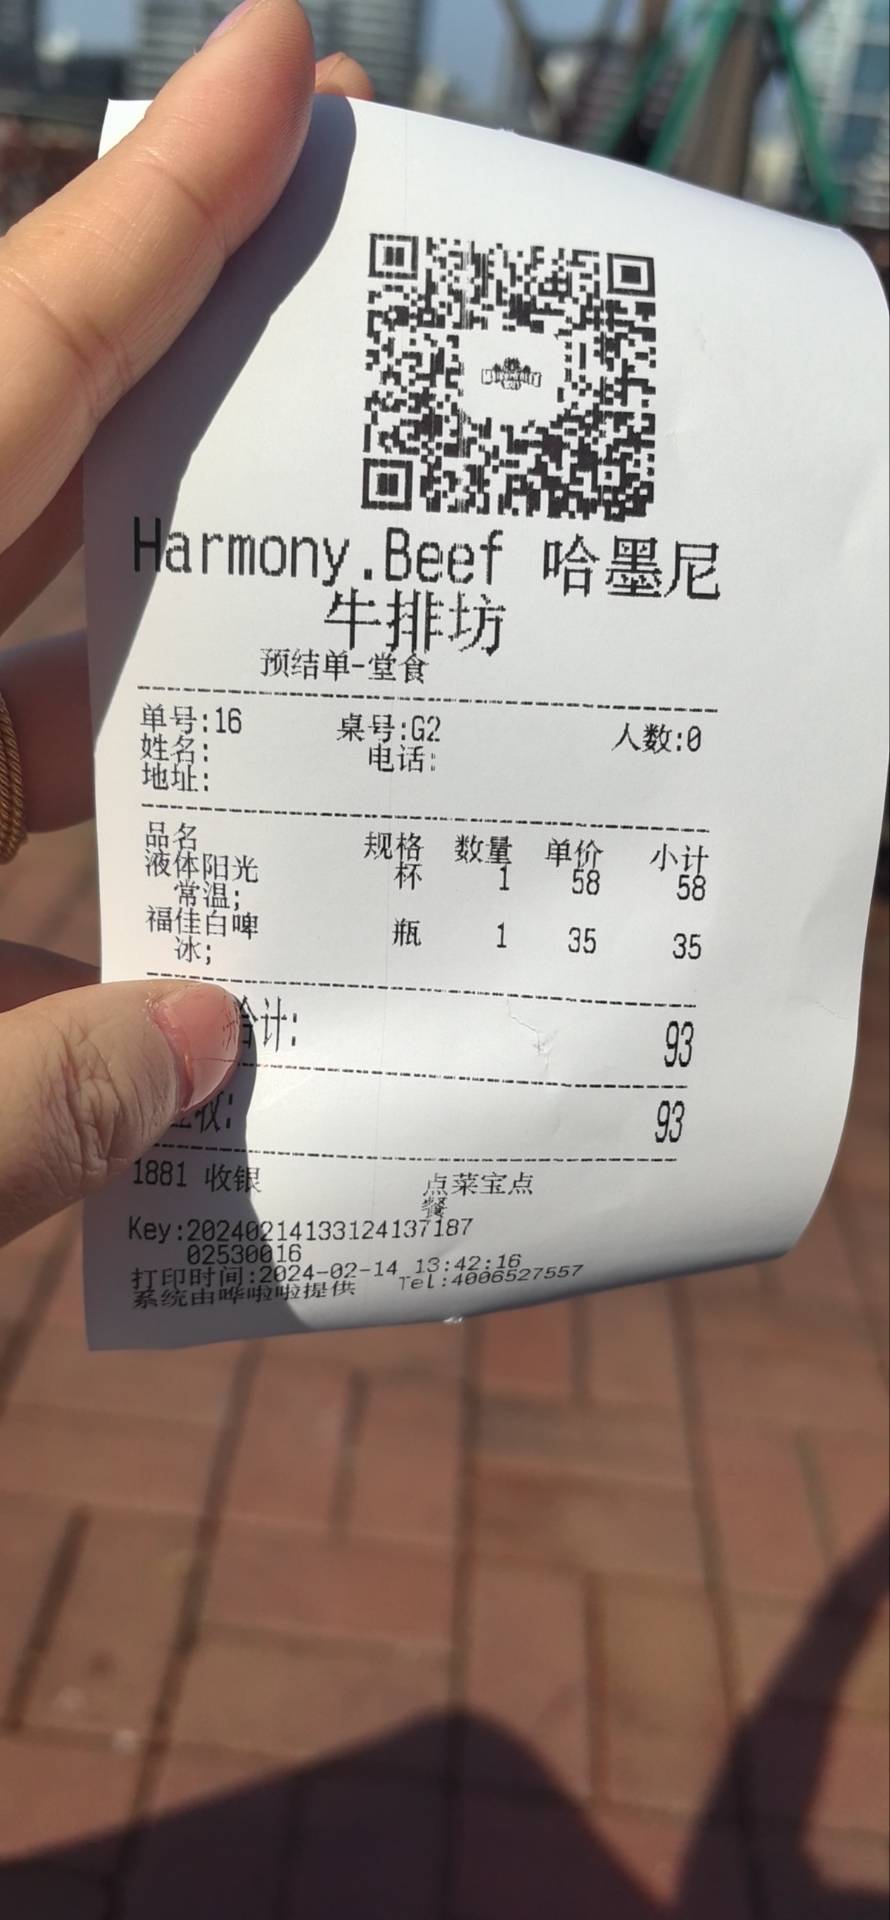 Harmony.Beef 哈墨尼
牛排坊
预结单-堂食
单号:16 桌号:G2 人数:0
姓名: 电话:
地址:
品名 规格 数量 单价 小计
液体阳光 杯 1 58 58
常温;
福佳白啤 瓶 1 35 35
冰;
合计: 93
收: 93
1881 收银 点菜宝点
餐
Key:20240214133124137187
02530016
打印时间:2024-02-14 13:42:16
系统由哗啦啦提供 Tel:4006527557